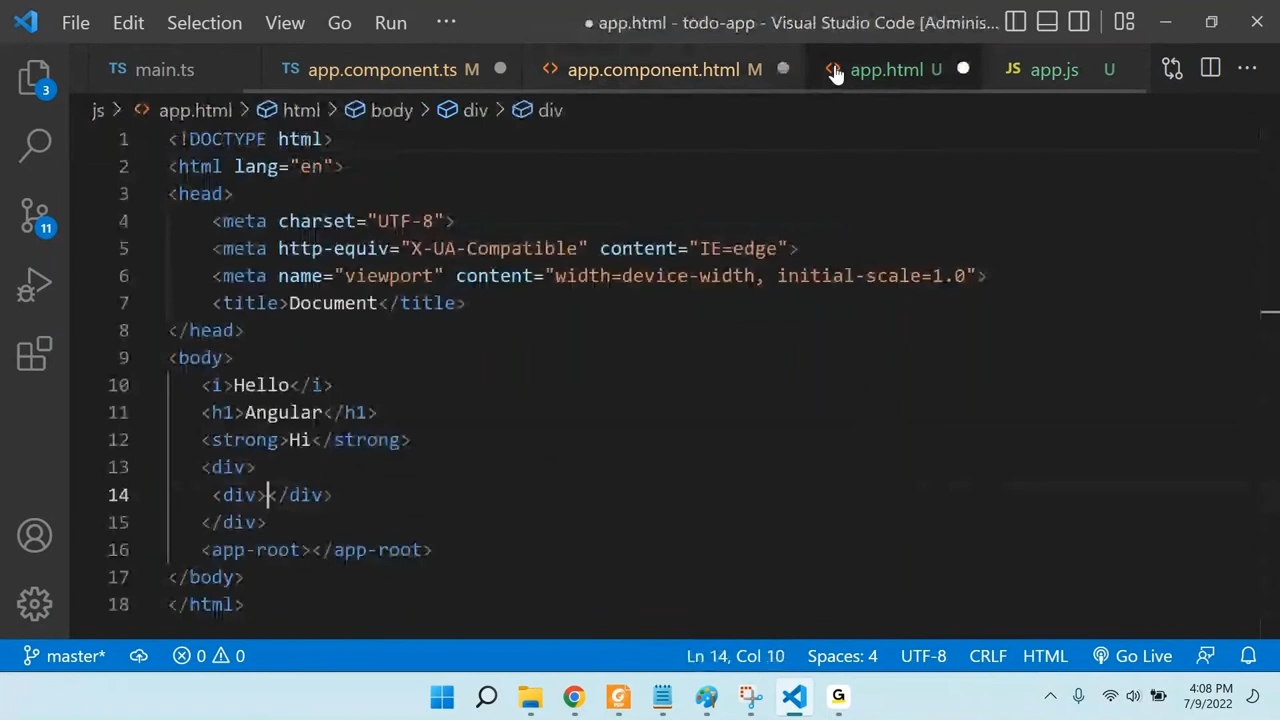 File Edit Selection View Go Run ··· ● app.html - todo-app - Visual Studio Code [Adminis...
TS main.ts TS app.component.ts M app.component.html M app.html U JS app.js U ···
js > app.html > html > body > div > div
1 <!DOCTYPE html>
2 <html lang="en">
3 <head>
4 <meta charset="UTF-8">
5 <meta http-equiv="X-UA-Compatible" content="IE=edge">
6 <meta name="viewport" content="width=device-width, initial-scale=1.0">
7 <title>Document</title>
8 </head>
9 <body>
10 <i>Hello</i>
11 <h1>Angular</h1>
12 <strong>Hi</strong>
13 <div>
14 <div></div>
15 </div>
16 <app-root></app-root>
17 </body>
18 </html>
3
11
master* 0 0 Ln 14, Col 10 Spaces: 4 UTF-8 CRLF HTML Go Live
G
4:08 PM
7/9/2022